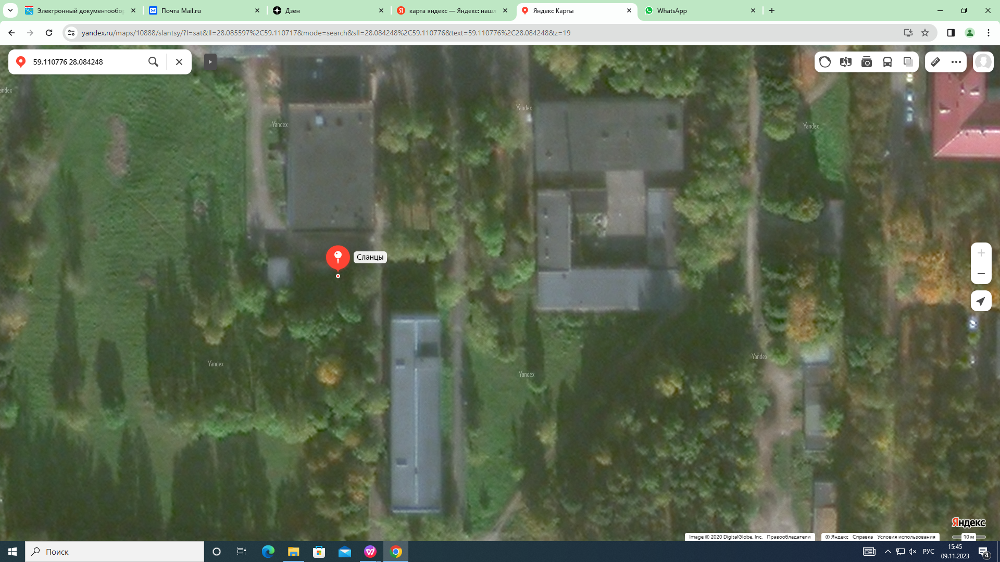 Электронный документообор
Почта Mail.ru
Дзен
карта яндекс — Яндекс: нашл
Яндекс Карты
WhatsApp
yandex.ru/maps/10888/slantsy/?l=sat&ll=28.085597%2C59.110717&mode=search&sll=28.084248%2C59.110776&text=59.110776%2C28.084248&z=19
59.110776 28.084248
andex
Yandex
Yandex
Yandex
Сланцы
Yandex
Yandex
Yandex
Яндекс
Image © 2020 DigitalGlobe, Inc. Правообладатели
© Яндекс Справка Условия использования
10 м
Поиск
РУС
15:45
09.11.2023
4